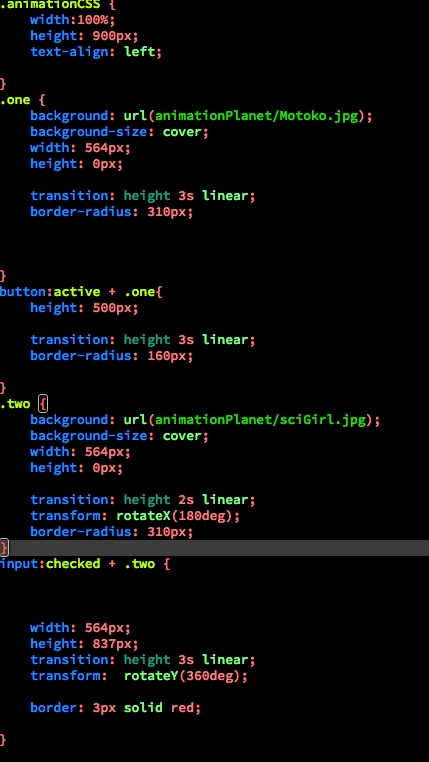 .animationCSS {
width:100%;
height: 900px;
text-align: left;
}
.one {
background: url(animationPlanet/Motoko.jpg);
background-size: cover;
width: 564px;
height: 0px;
transition: height 3s linear;
border-radius: 310px;
}
button:active + .one{
height: 500px;
transition: height 3s linear;
border-radius: 160px;
}
.two {
background: url(animationPlanet/sciGirl.jpg);
background-size: cover;
width: 564px;
height: 0px;
transition: height 2s linear;
transform: rotateX(180deg);
border-radius: 310px;
}
input:checked + .two {
width: 564px;
height: 837px;
transition: height 3s linear;
transform:  rotateY(360deg);
border: 3px solid red;
}